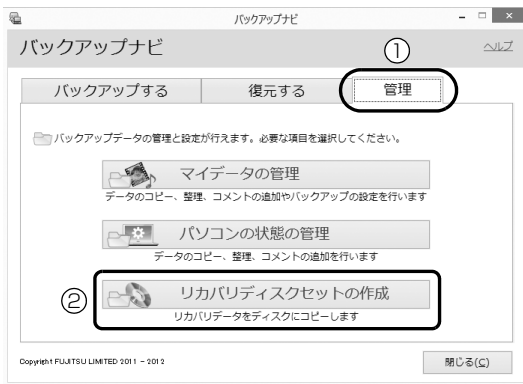 バックアップナビ
バックアップナビ
①
ヘルプ
バックアップする 復元する 管理
バックアップデータの管理と設定が行えます。必要な項目を選択してください。
マイデータの管理
データのコピー、整理、コメントの追加やバックアップの設定を行います
パソコンの状態の管理
データのコピー、整理、コメントの追加を行います
② リカバリディスクセットの作成
リカバリデータをディスクにコピーします
Copyright FUJITSU LIMITED 2011 - 2012
閉じる(C)